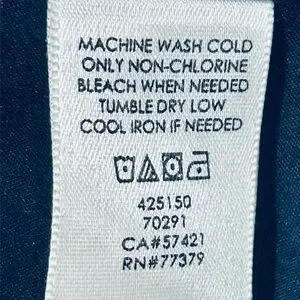 MACHINE WASH COLD
ONLY NON-CHLORINE
BLEACH WHEN NEEDED
TUMBLE DRY LOW
COOL IRON IF NEEDED
425150
70291
CA#57421
RN#77379